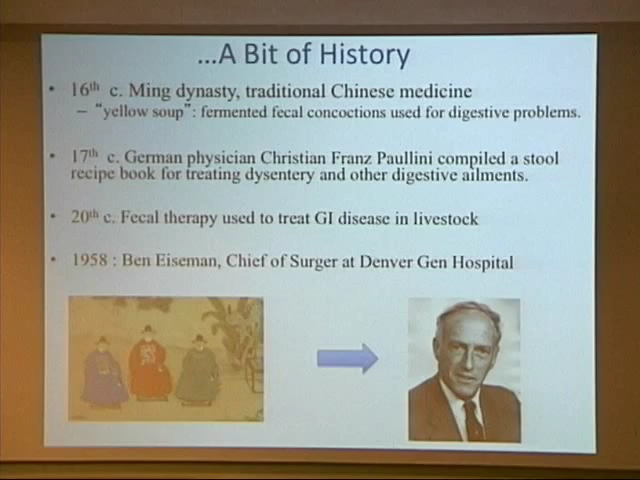 ...A Bit of History
• 16th c. Ming dynasty, traditional Chinese medicine
– "yellow soup": fermented fecal concoctions used for digestive problems.
• 17th c. German physician Christian Franz Paullini compiled a stool
recipe book for treating dysentery and other digestive ailments.
• 20th c. Fecal therapy used to treat GI disease in livestock
• 1958 : Ben Eiseman, Chief of Surger at Denver Gen Hospital